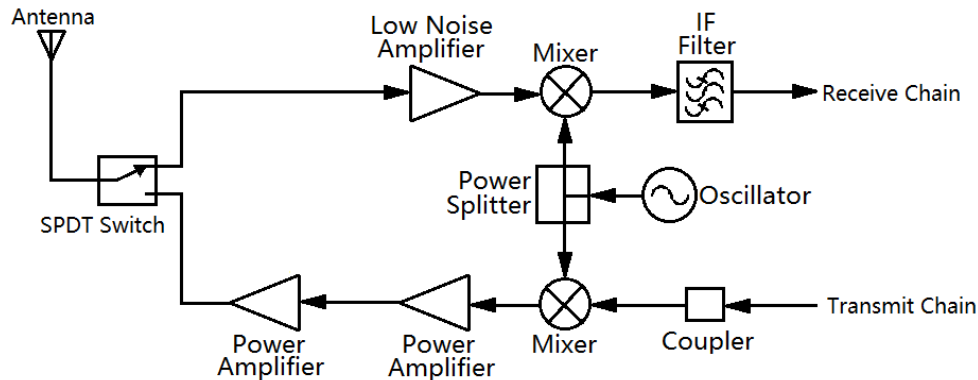 Antenna
Low Noise
Amplifier
Mixer
IF
Filter
Receive Chain
SPDT Switch
Power
Splitter
Oscillator
Power Amplifier
Power
Amplifier
Mixer
Coupler
Transmit Chain